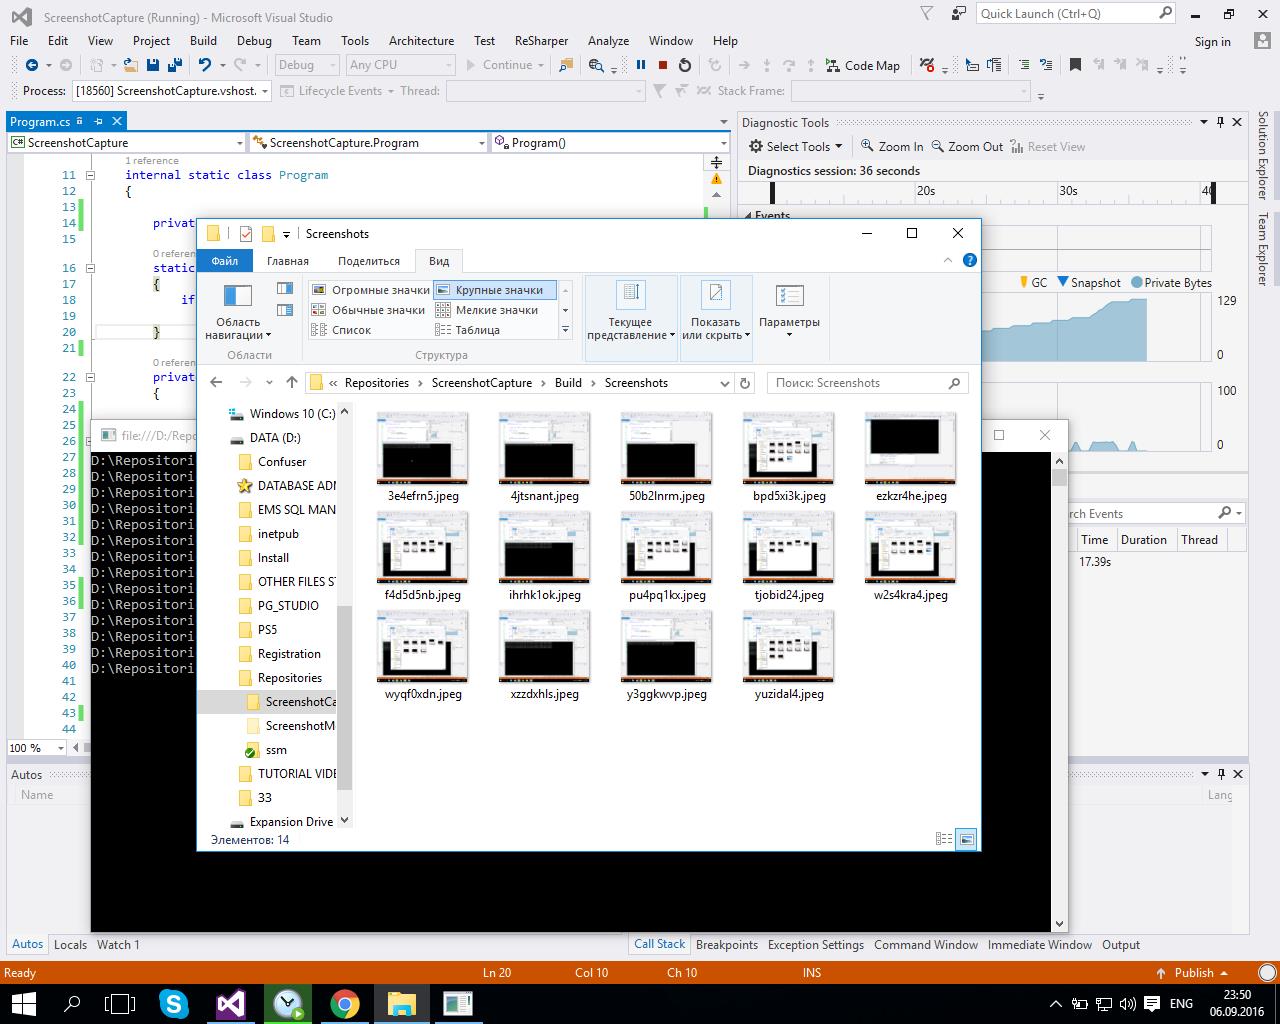 ScreenshotCapture (Running) - Microsoft Visual Studio
Quick Launch (Ctrl+Q)
File Edit View Project Build Debug Team Tools Architecture Test ReSharper Analyze Window Help
Sign in
Debug Any CPU Continue Code Map
Process: [18560] ScreenshotCapture.vshost. Lifecycle Events Thread: Stack Frame:
Program.cs
ScreenshotCapture ScreenshotCapture.Program Program()
1 reference
11 internal static class Program
12 {
13
14 privat
15
0 referen
16 static
17 {
18 if
19
20 }
21
0 referen
22 privat
23 {
24
25
26
27
28
29
30
31
32
33
34
35
36
37
38
39
40
41
42
43
44
100 %
Diagnostic Tools
Select Tools Zoom In Zoom Out Reset View
Diagnostics session: 36 seconds
20s 30s 40
Events
GC Snapshot Private Bytes
129
0
100
0
rch Events
Time Duration Thread
17.39s
Solution Explorer
Team Explorer
file:///D:/Repo
D:\Repositori
D:\Repositori
D:\Repositori
D:\Repositori
D:\Repositori
D:\Repositori
D:\Repositori
D:\Repositori
D:\Repositori
D:\Repositori
D:\Repositori
D:\Repositori
D:\Repositori
D:\Repositori
Screenshots
Файл Главная Поделиться Вид
Область навигации
Области
Огромные значки Крупные значки
Обычные значки Мелкие значки
Список Таблица
Структура
Текущее представление
Показать или скрыть
Параметры
« Repositories › ScreenshotCapture › Build › Screenshots
Поиск: Screenshots
Windows 10 (C:)
DATA (D:)
Confuser
DATABASE ADM
EMS SQL MAN
inetpub
Install
OTHER FILES ST
PG_STUDIO
PS5
Registration
Repositories
ScreenshotCa
ScreenshotM
ssm
TUTORIAL VIDE
33
Expansion Drive
3e4efrn5.jpeg 4jtsnant.jpeg 50b2lnrm.jpeg bpd5xi3k.jpeg ezkzr4he.jpeg
f4d5d5nb.jpeg ihrhk1ok.jpeg pu4pq1kx.jpeg tjobid24.jpeg w2s4kra4.jpeg
wyqf0xdn.jpeg xzzdxhls.jpeg y3ggkwvp.jpeg yuzidal4.jpeg
Элементов: 14
Autos
Name
Lang
Autos Locals Watch 1
Call Stack Breakpoints Exception Settings Command Window Immediate Window Output
Ready Ln 20 Col 10 Ch 10 INS Publish
ENG
23:50
06.09.2016